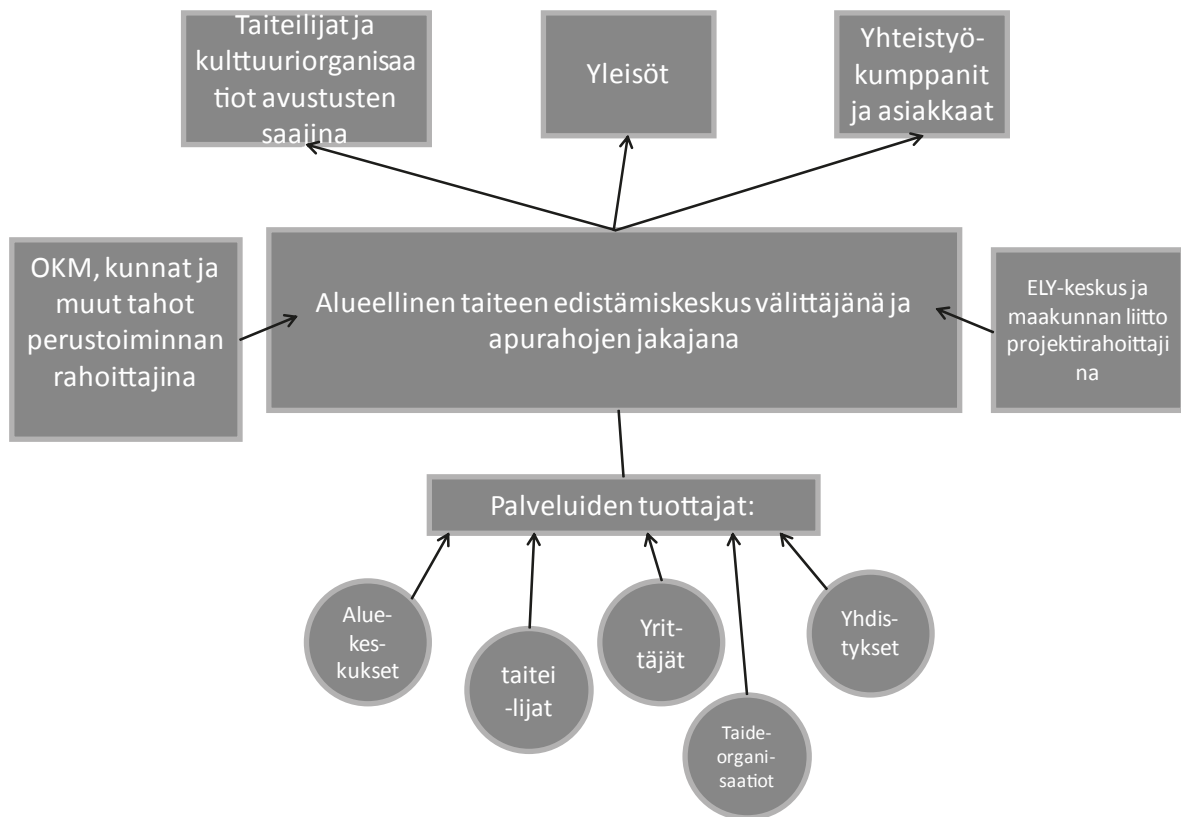 Taiteilijat ja
kulttuuriorganisaa
tiot avustusten
saajina
Yleisöt
Yhteistyö-
kumppanit
ja asiakkaat
OKM, kunnat ja
muut tahot
perustoiminnan
rahoittajina
Alueellinen taiteen edistämiskeskus välittäjänä ja
apurahojen jakajana
ELY-keskus ja
maakunnan liitto
projektirahoittaji
na
Palveluiden tuottajat:
Alue-
kes-
kukset
taitei
-lijat
Yrit-
täjät
Taide-
organi-
saatiot
Yhdis-
tykset